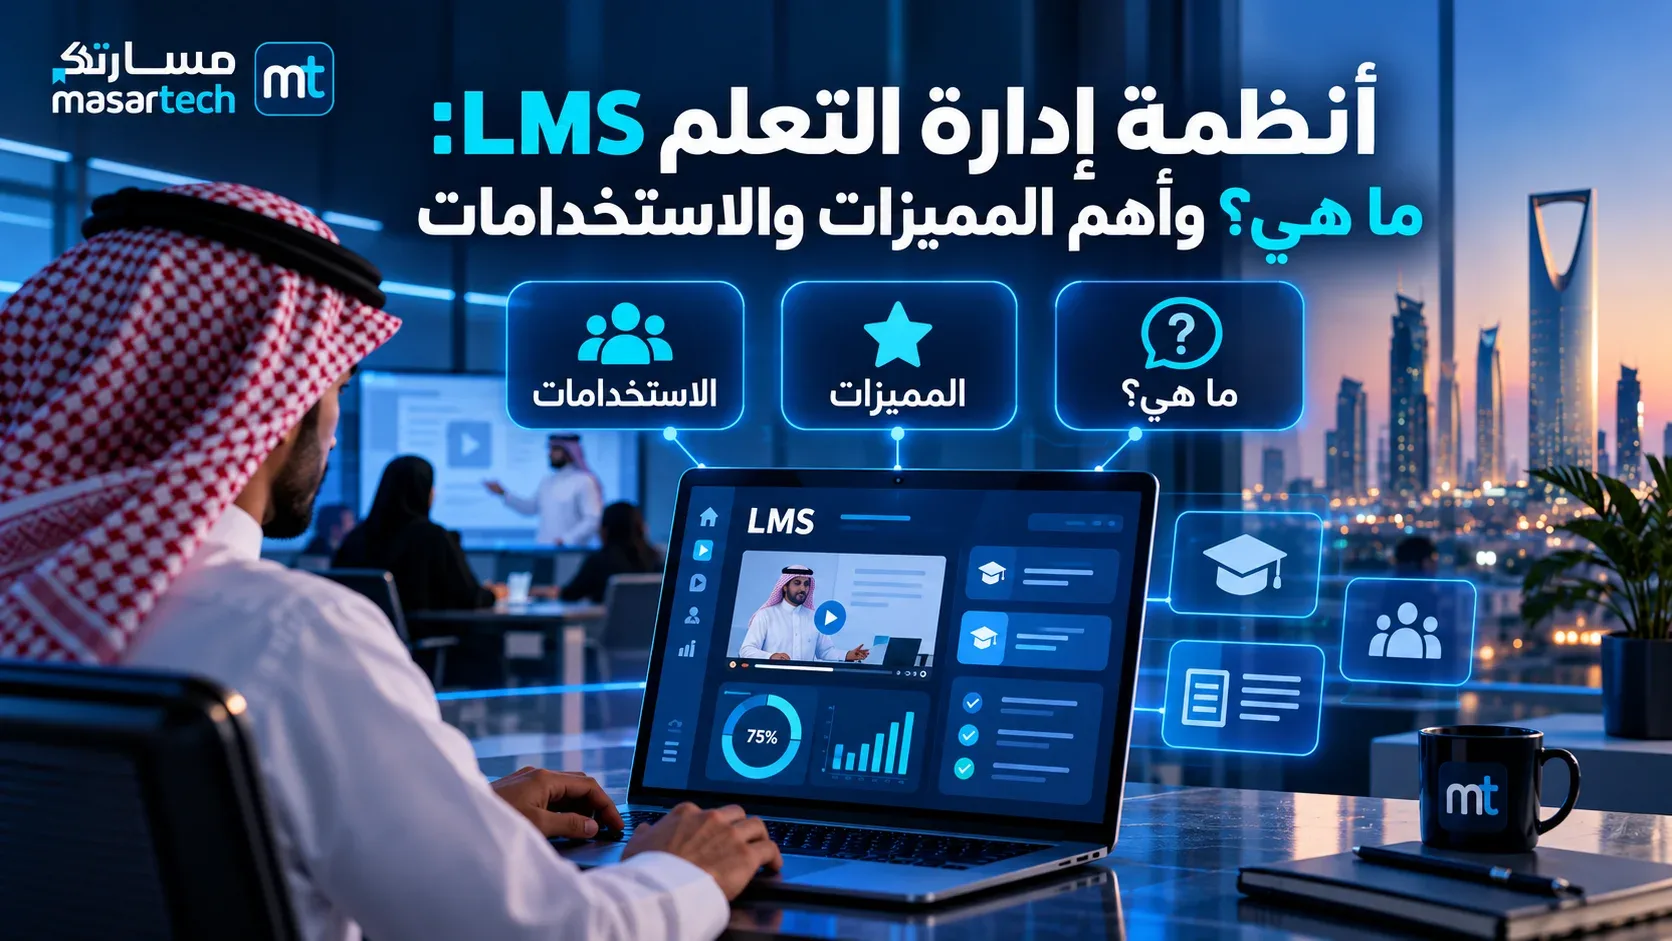 مسارتك
masartech
mt
أنظمة إدارة التعلم LMS:
ما هي؟ وأهم المميزات والاستخدامات
ما هي؟
المميزات
الاستخدامات
LMS
75%
mt